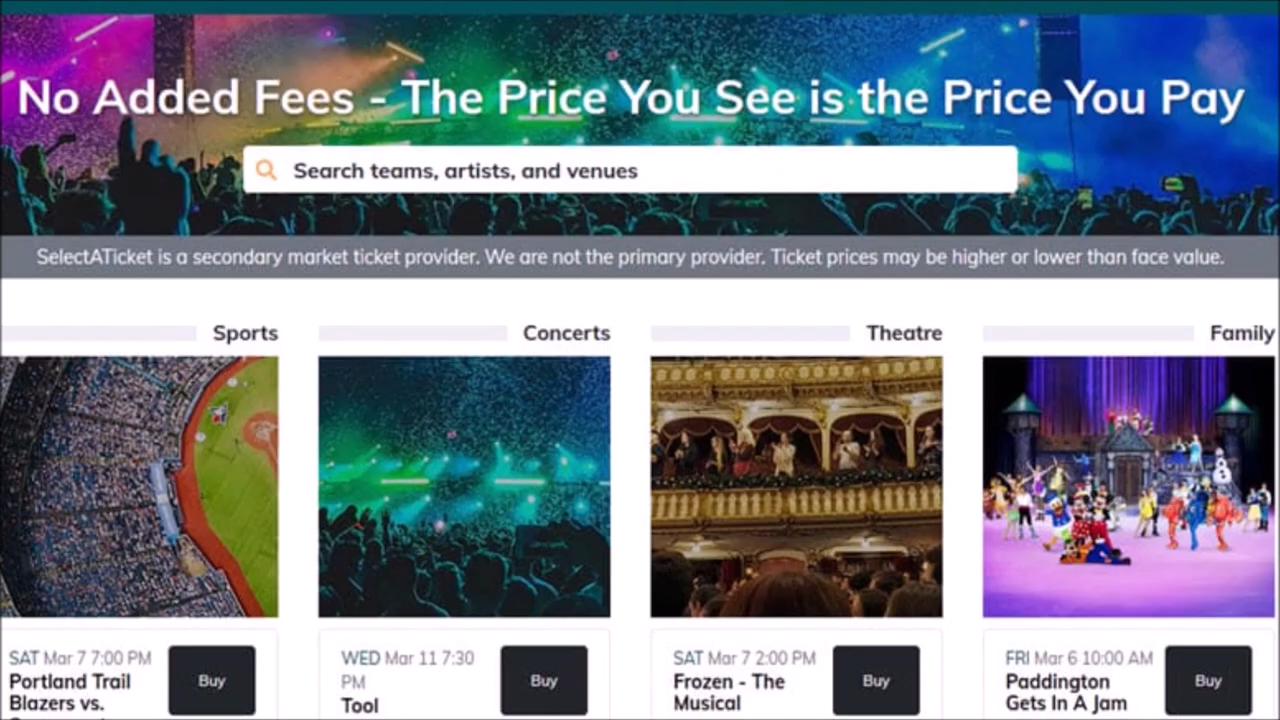 No Added Fees - The Price You See is the Price You Pay
Search teams, artists, and venues
SelectATicket is a secondary market ticket provider. We are not the primary provider. Ticket prices may be higher or lower than face value.
Sports
Concerts
Theatre
Family
SAT Mar 7 7:00 PM
Portland Trail
Blazers vs.
Buy
WED Mar 11 7:30
PM
Tool
Buy
SAT Mar 7 2:00 PM
Frozen - The
Musical
Buy
FRI Mar 6 10:00 AM
Paddington
Gets In A Jam
Buy